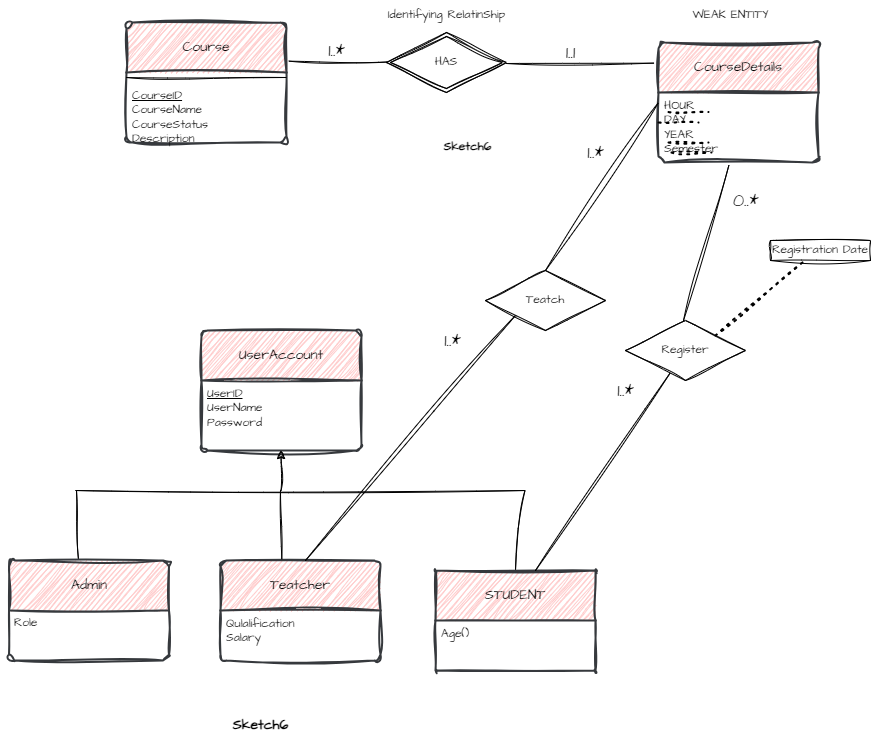 Identifying RelatinShip
WEAK ENTITY
Course
1..*
HAS
1..1
CourseDetails
CourseID
CourseName
CourseStatus
Description
HOUR
DAY
YEAR
Semester
Sketch6
1..*
0..*
Registration Date
Teatch
1..*
Register
UserAccount
1..*
UserID
UserName
Password
Admin
Teatcher
STUDENT
Role
Qulalification
Salary
Age()
Sketch6